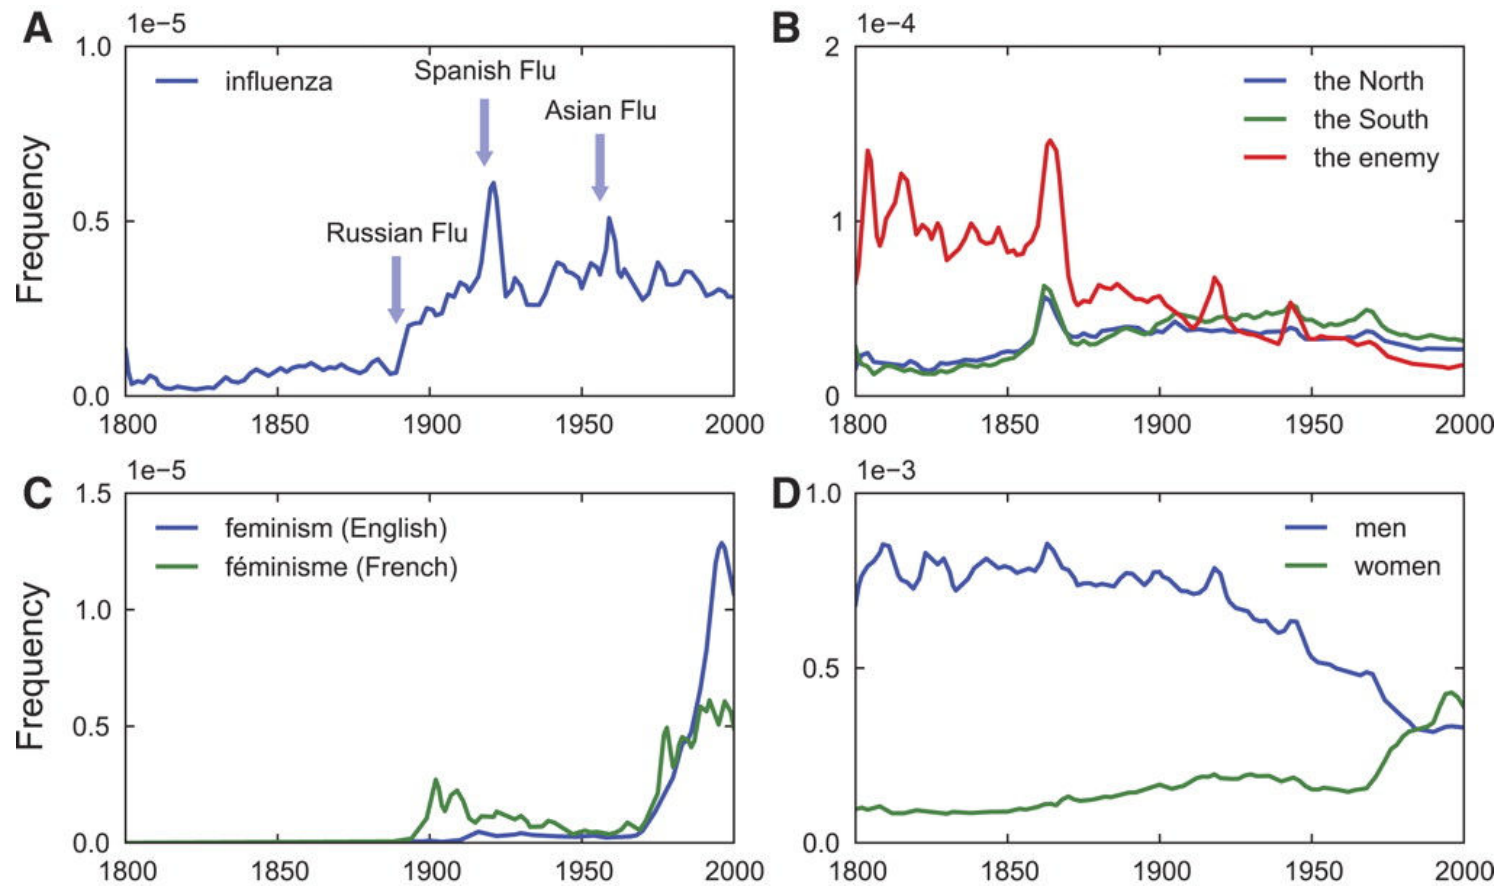 A
1e−5
1.0
0.5
0.0
Frequency
influenza
Spanish Flu
Asian Flu
Russian Flu
1800 1850 1900 1950 2000
B
1e−4
2
1
0
the North
the South
the enemy
1800 1850 1900 1950 2000
C
1e−5
1.5
1.0
0.5
0.0
Frequency
feminism (English)
féminisme (French)
1800 1850 1900 1950 2000
D
1e−3
1.0
0.5
0.0
men
women
1800 1850 1900 1950 2000